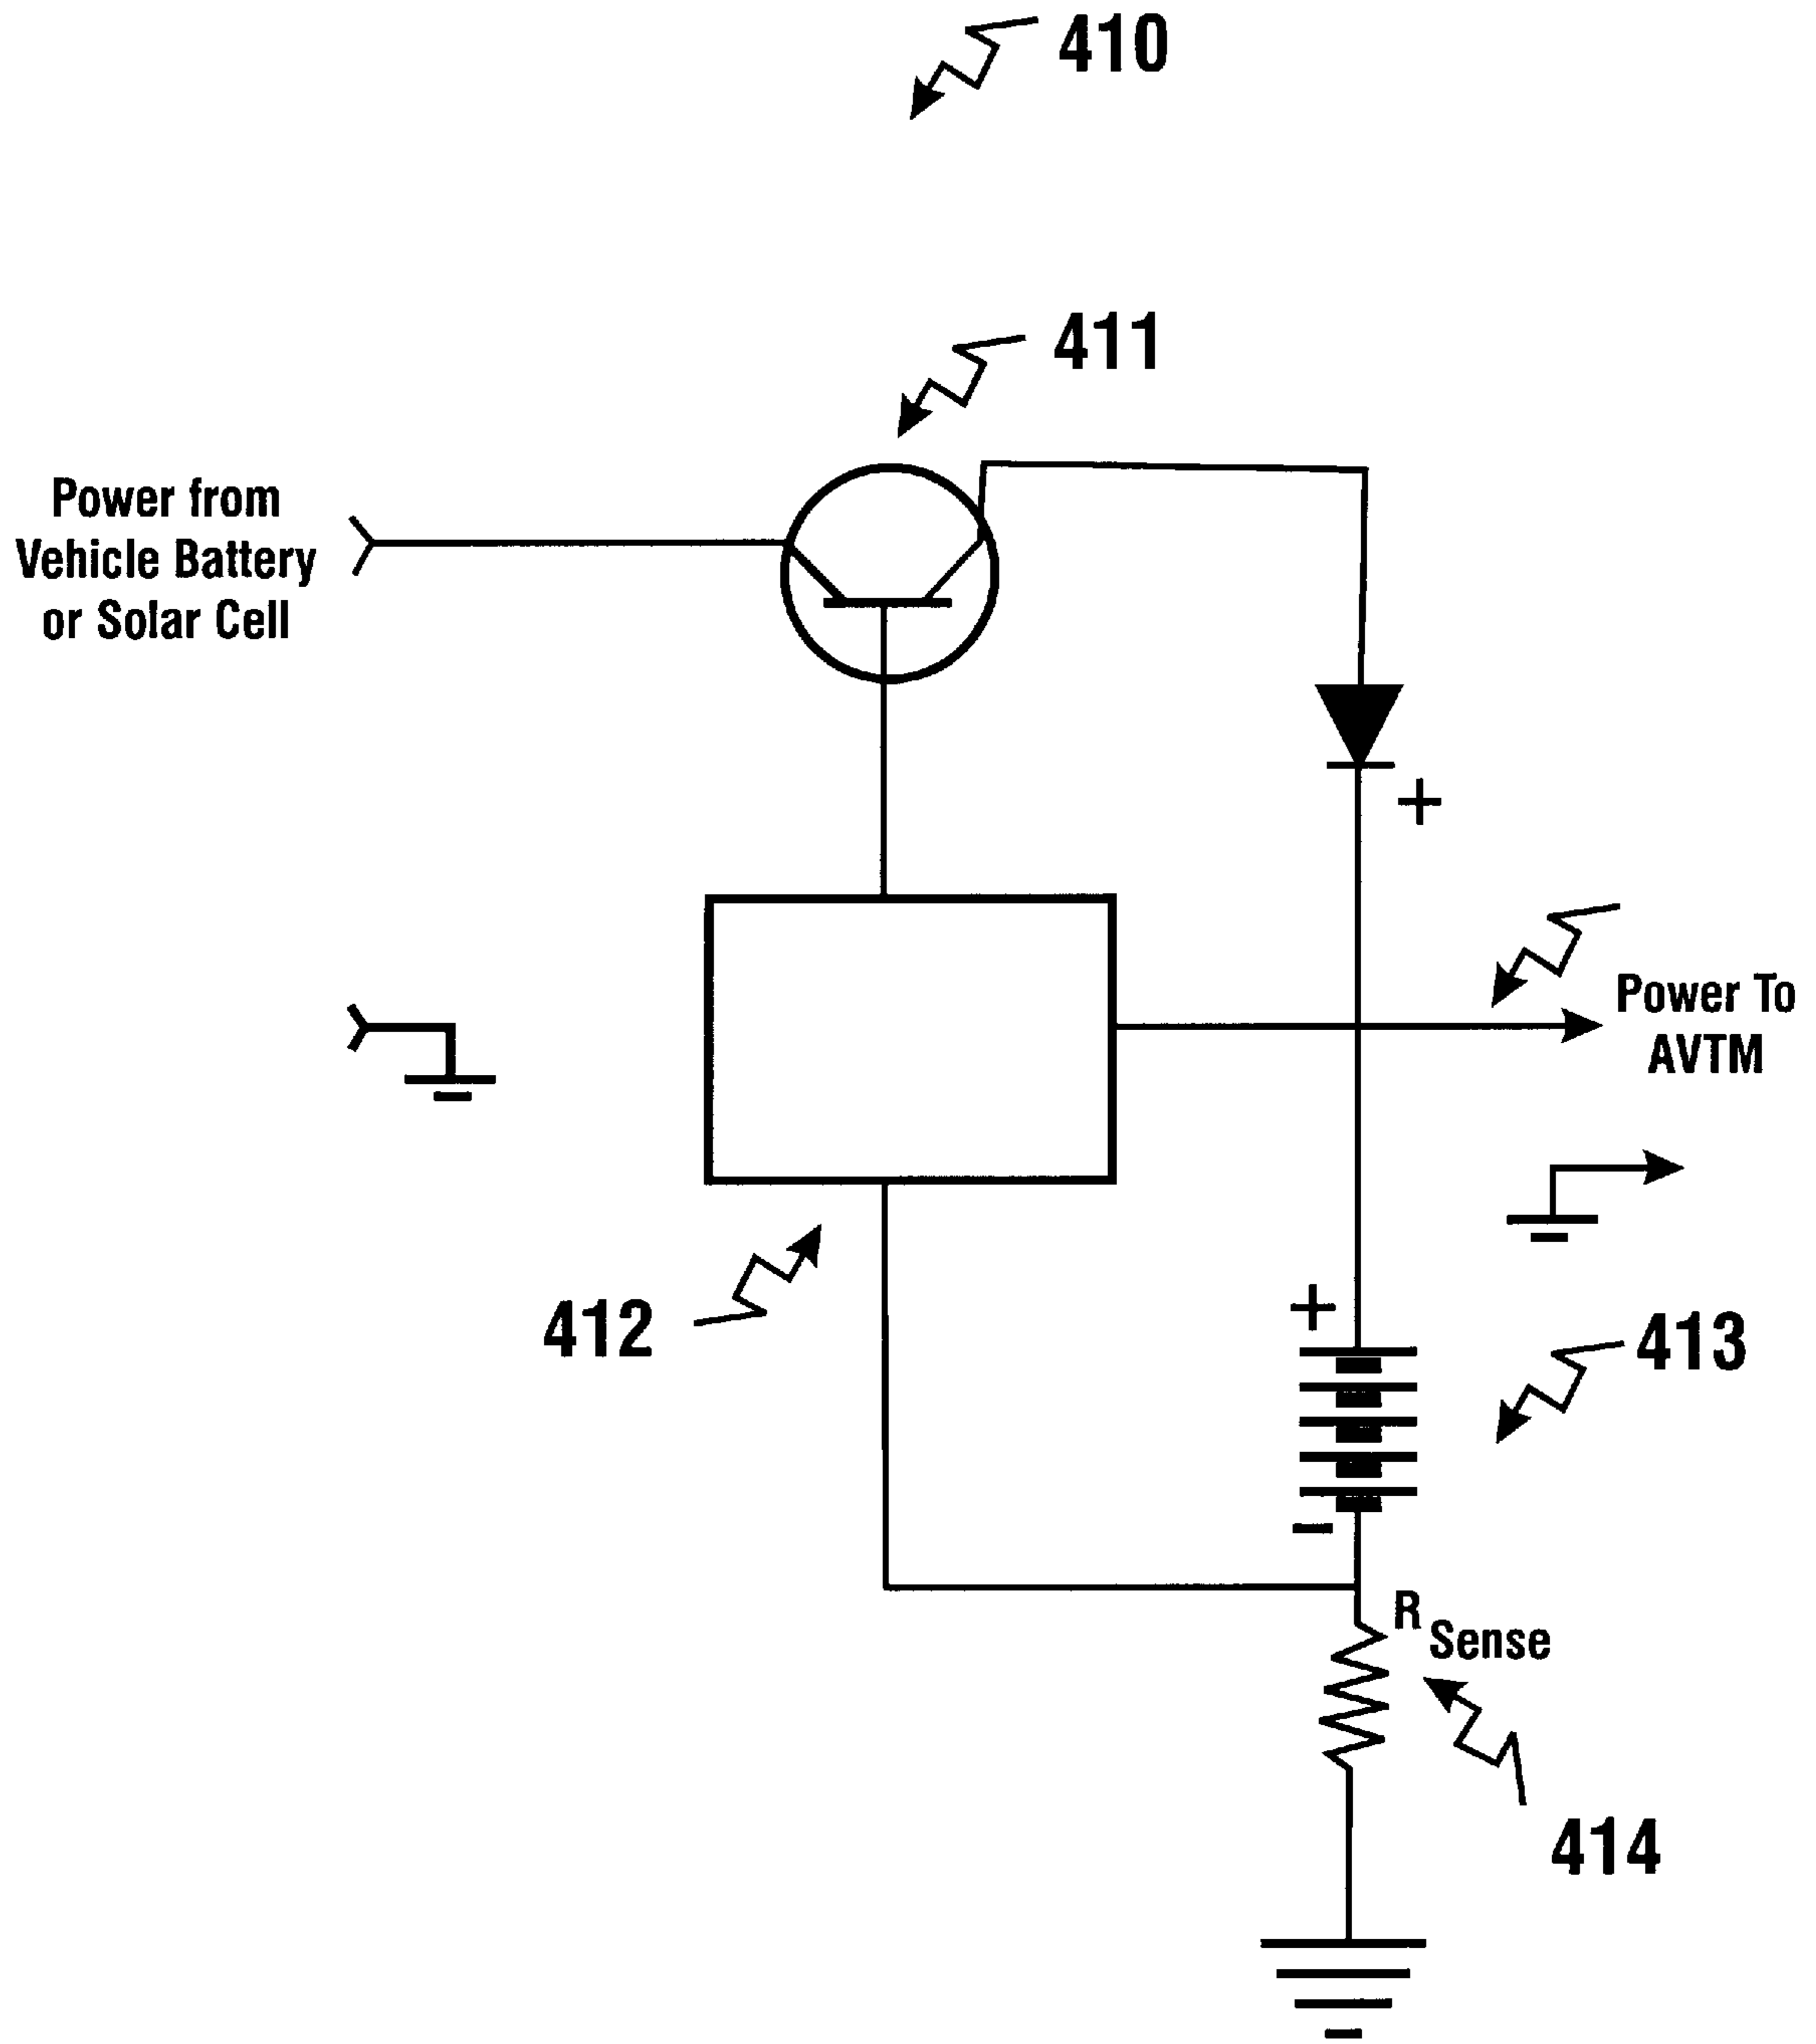 410
411
Power from
Vehicle Battery
or Solar Cell
+
Power To
AVTM
+
412
413
–
R Sense
414